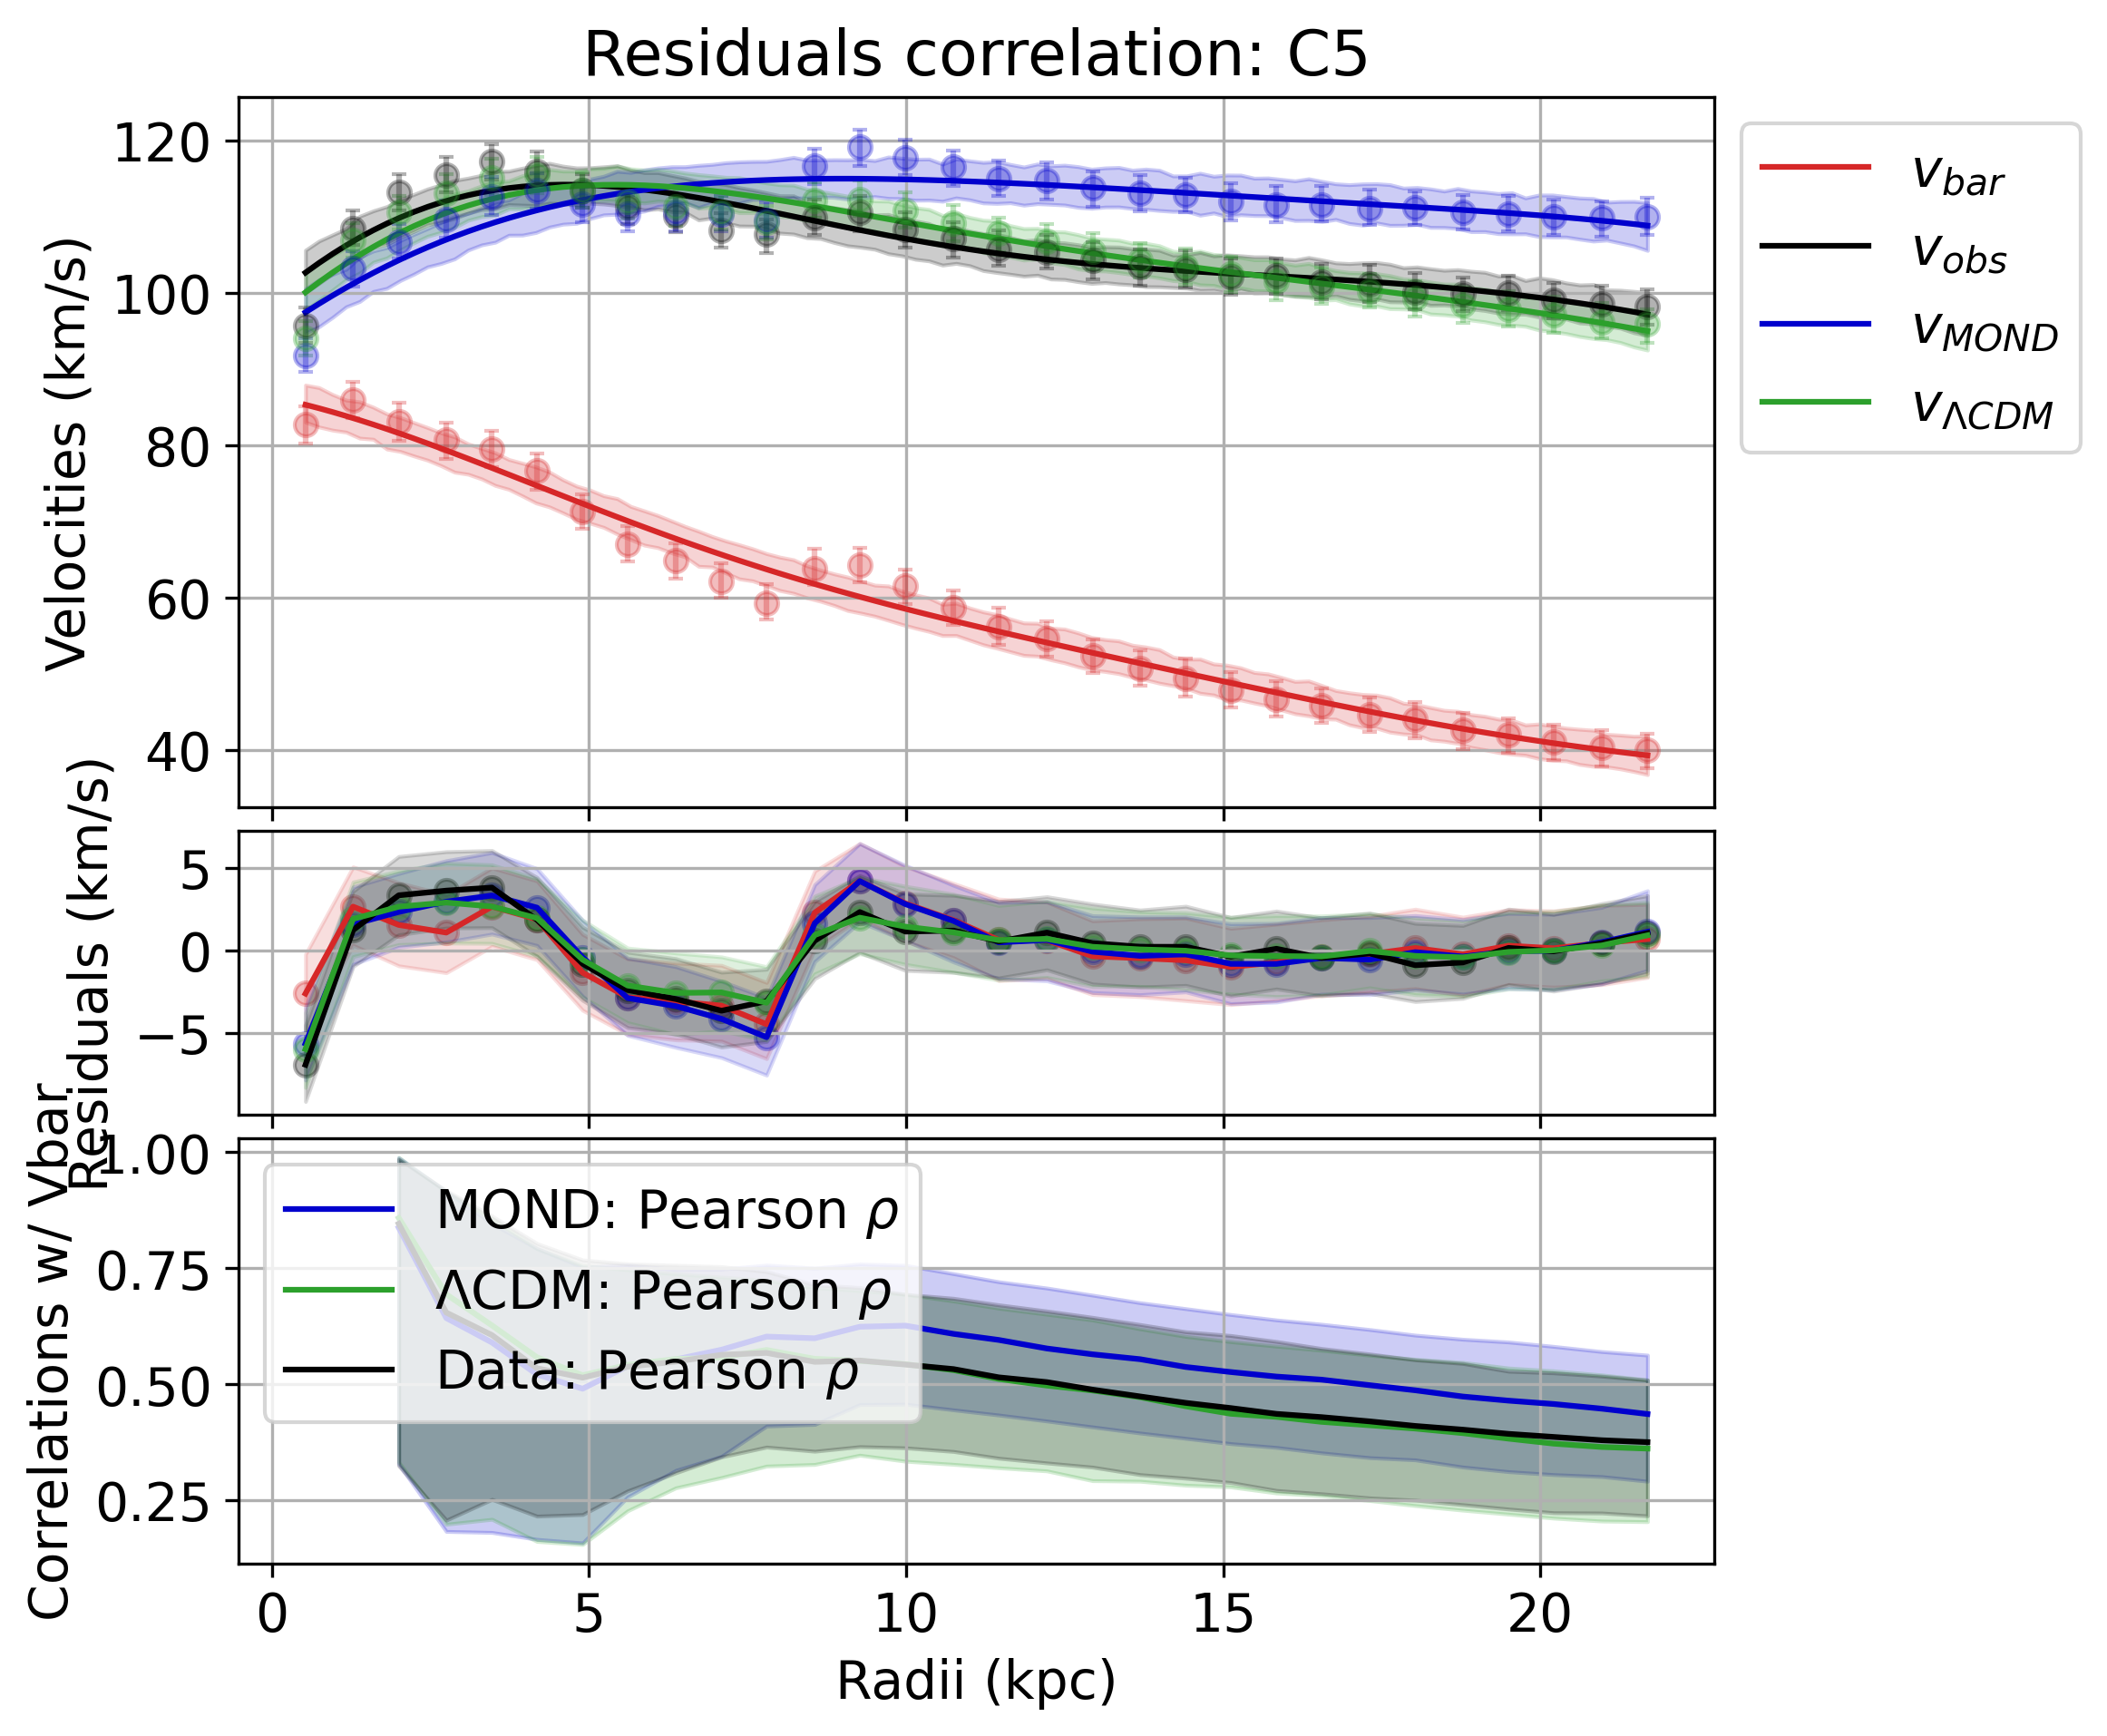 Residuals correlation: C5
120
100
80
60
40
Velocities (km/s)
v_bar
v_obs
v_MOND
v_ΛCDM
5
0
−5
Residuals (km/s)
1.00
0.75
0.50
0.25
Correlations w/ Vbar
MOND: Pearson ρ
ΛCDM: Pearson ρ
Data: Pearson ρ
0 5 10 15 20
Radii (kpc)